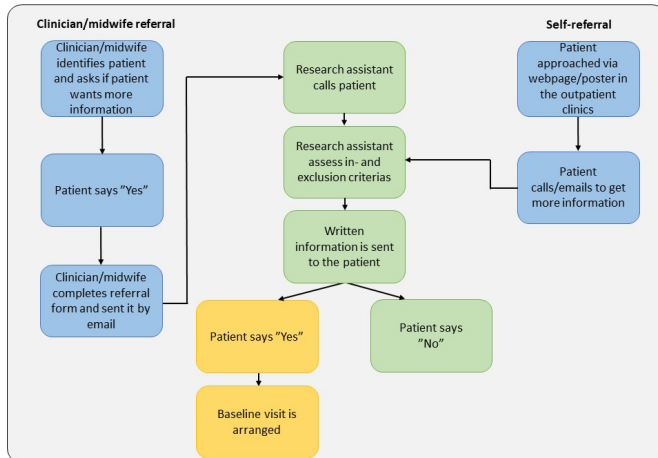 Clinician/midwife referral
Clinician/midwife
identifies patient
and asks if patient
wants more
information
Patient says "Yes"
Clinician/midwife
completes referral
form and sent it by
email
Research assistant
calls patient
Research assistant
assess in- and
exclusion criterias
Written
information is sent
to the patient
Patient says "Yes"
Baseline visit is
arranged
Patient says
"No"
Self-referral
Patient
approached via
webpage/poster in
the outpatient
clinics
Patient
calls/emails to get
more information